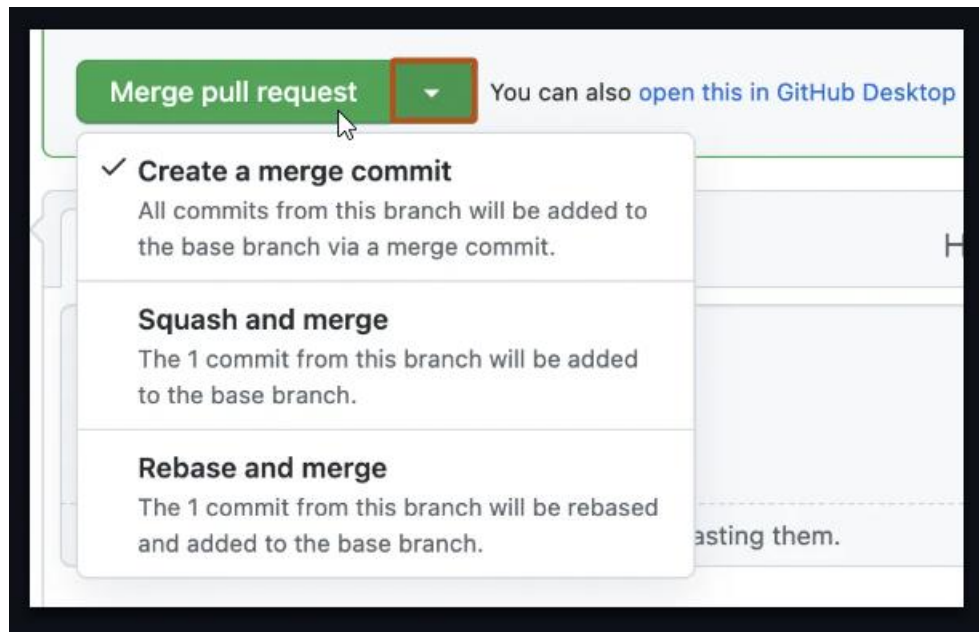 Merge pull request
You can also open this in GitHub Desktop
Create a merge commit
All commits from this branch will be added to
the base branch via a merge commit.
H
Squash and merge
The 1 commit from this branch will be added
to the base branch.
Rebase and merge
The 1 commit from this branch will be rebased
and added to the base branch.
asting them.